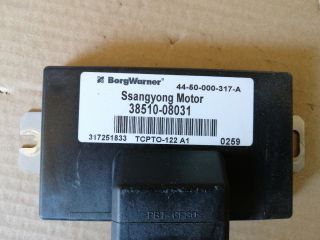 BorgWarner
44-50-000-317-A
Ssangyong Motor
38510-08031
317251833 TCPTO-122 A1 0259